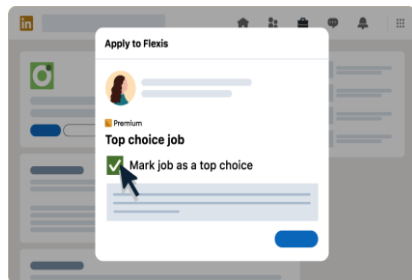 in
Apply to Flexis
Premium
Top choice job
Mark job as a top choice